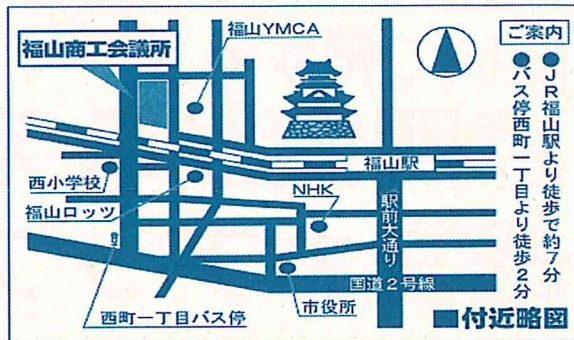 福山YMCA
福山商工会議所
福山駅
西小学校
NHK
福山ロッツ
駅前大通り
国道2号線
市役所
西町一丁目バス停
■付近略図
ご案内
●JR福山駅より徒歩で約7分
●バス停西町一丁目より徒歩2分